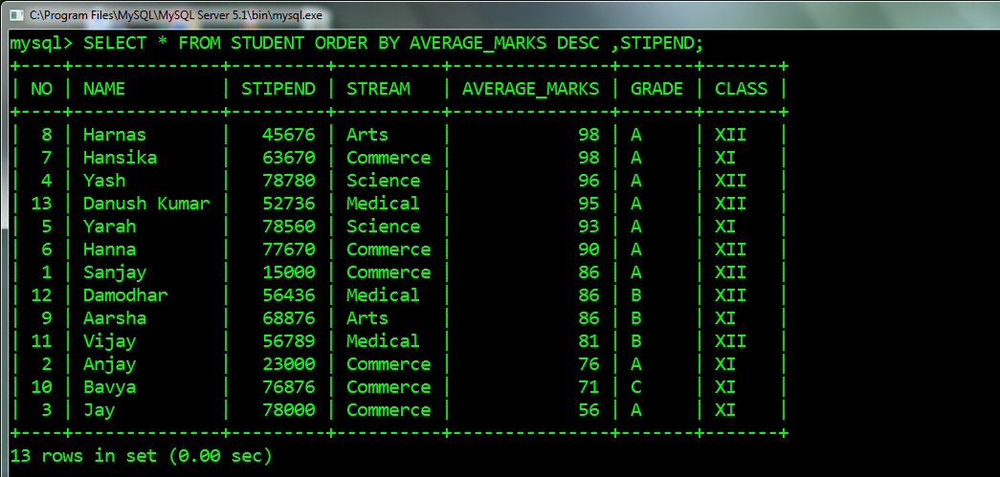 C:\Program Files\MySQL\MySQL Server 5.1\bin\mysql.exe
mysql> SELECT * FROM STUDENT ORDER BY AVERAGE_MARKS DESC ,STIPEND;
+----+--------------+---------+----------+---------------+-------+-------+
| NO | NAME         | STIPEND | STREAM   | AVERAGE_MARKS | GRADE | CLASS |
+----+--------------+---------+----------+---------------+-------+-------+
|  8 | Harnas       |   45676 | Arts     |            98 | A     | XII   |
|  7 | Hansika      |   63670 | Commerce |            98 | A     | XI    |
|  4 | Yash         |   78780 | Science  |            96 | A     | XII   |
| 13 | Danush Kumar |   52736 | Medical  |            95 | A     | XII   |
|  5 | Yarah        |   78560 | Science  |            93 | A     | XI    |
|  6 | Hanna        |   77670 | Commerce |            90 | A     | XII   |
|  1 | Sanjay       |   15000 | Commerce |            86 | A     | XII   |
| 12 | Damodhar     |   56436 | Medical  |            86 | B     | XII   |
|  9 | Aarsha       |   68876 | Arts     |            86 | B     | XI    |
| 11 | Vijay        |   56789 | Medical  |            81 | B     | XII   |
|  2 | Anjay        |   23000 | Commerce |            76 | A     | XI    |
| 10 | Bavya        |   76876 | Commerce |            71 | C     | XI    |
|  3 | Jay          |   78000 | Commerce |            56 | A     | XI    |
+----+--------------+---------+----------+---------------+-------+-------+
13 rows in set (0.00 sec)